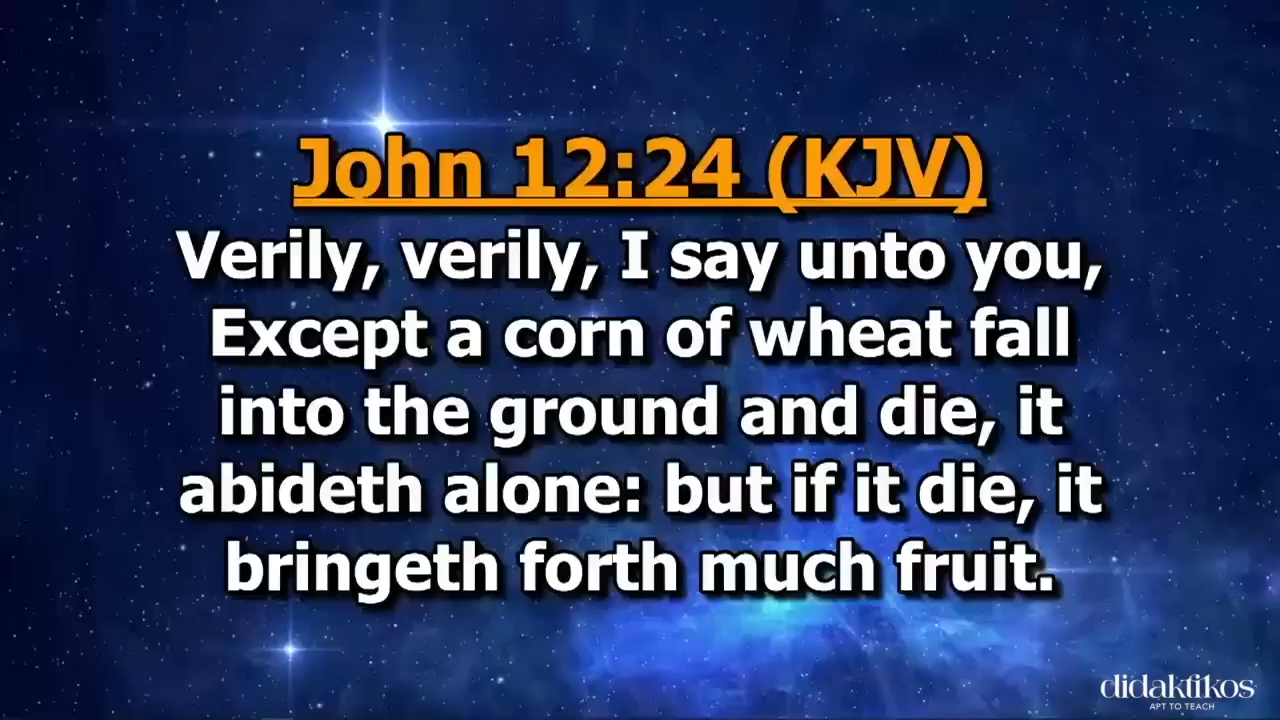 John 12:24 (KJV)
Verily, verily, I say unto you,
Except a corn of wheat fall
into the ground and die, it
abideth alone: but if it die, it
bringeth forth much fruit.
didaktikos
APT TO TEACH